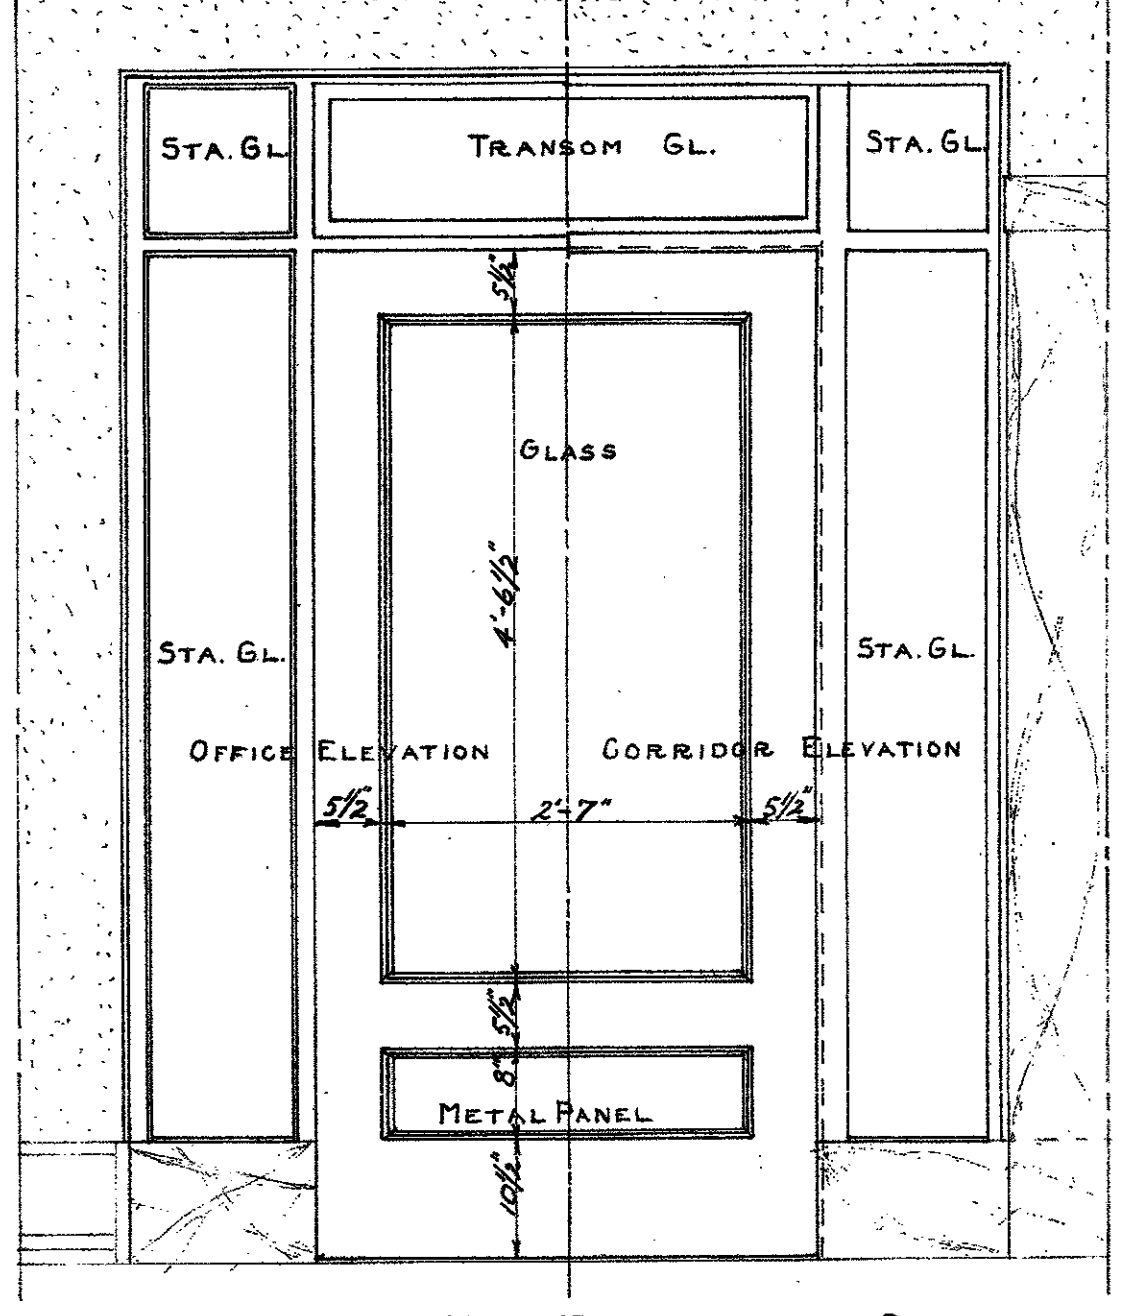 STA. GL.
TRANSOM GL.
STA. GL.
5½"
GLASS
4'-6½"
STA. GL.
STA. GL.
OFFICE ELEVATION
CORRIDOR ELEVATION
5½"
2'-7"
5½"
5½"
8"
METAL PANEL
10½"